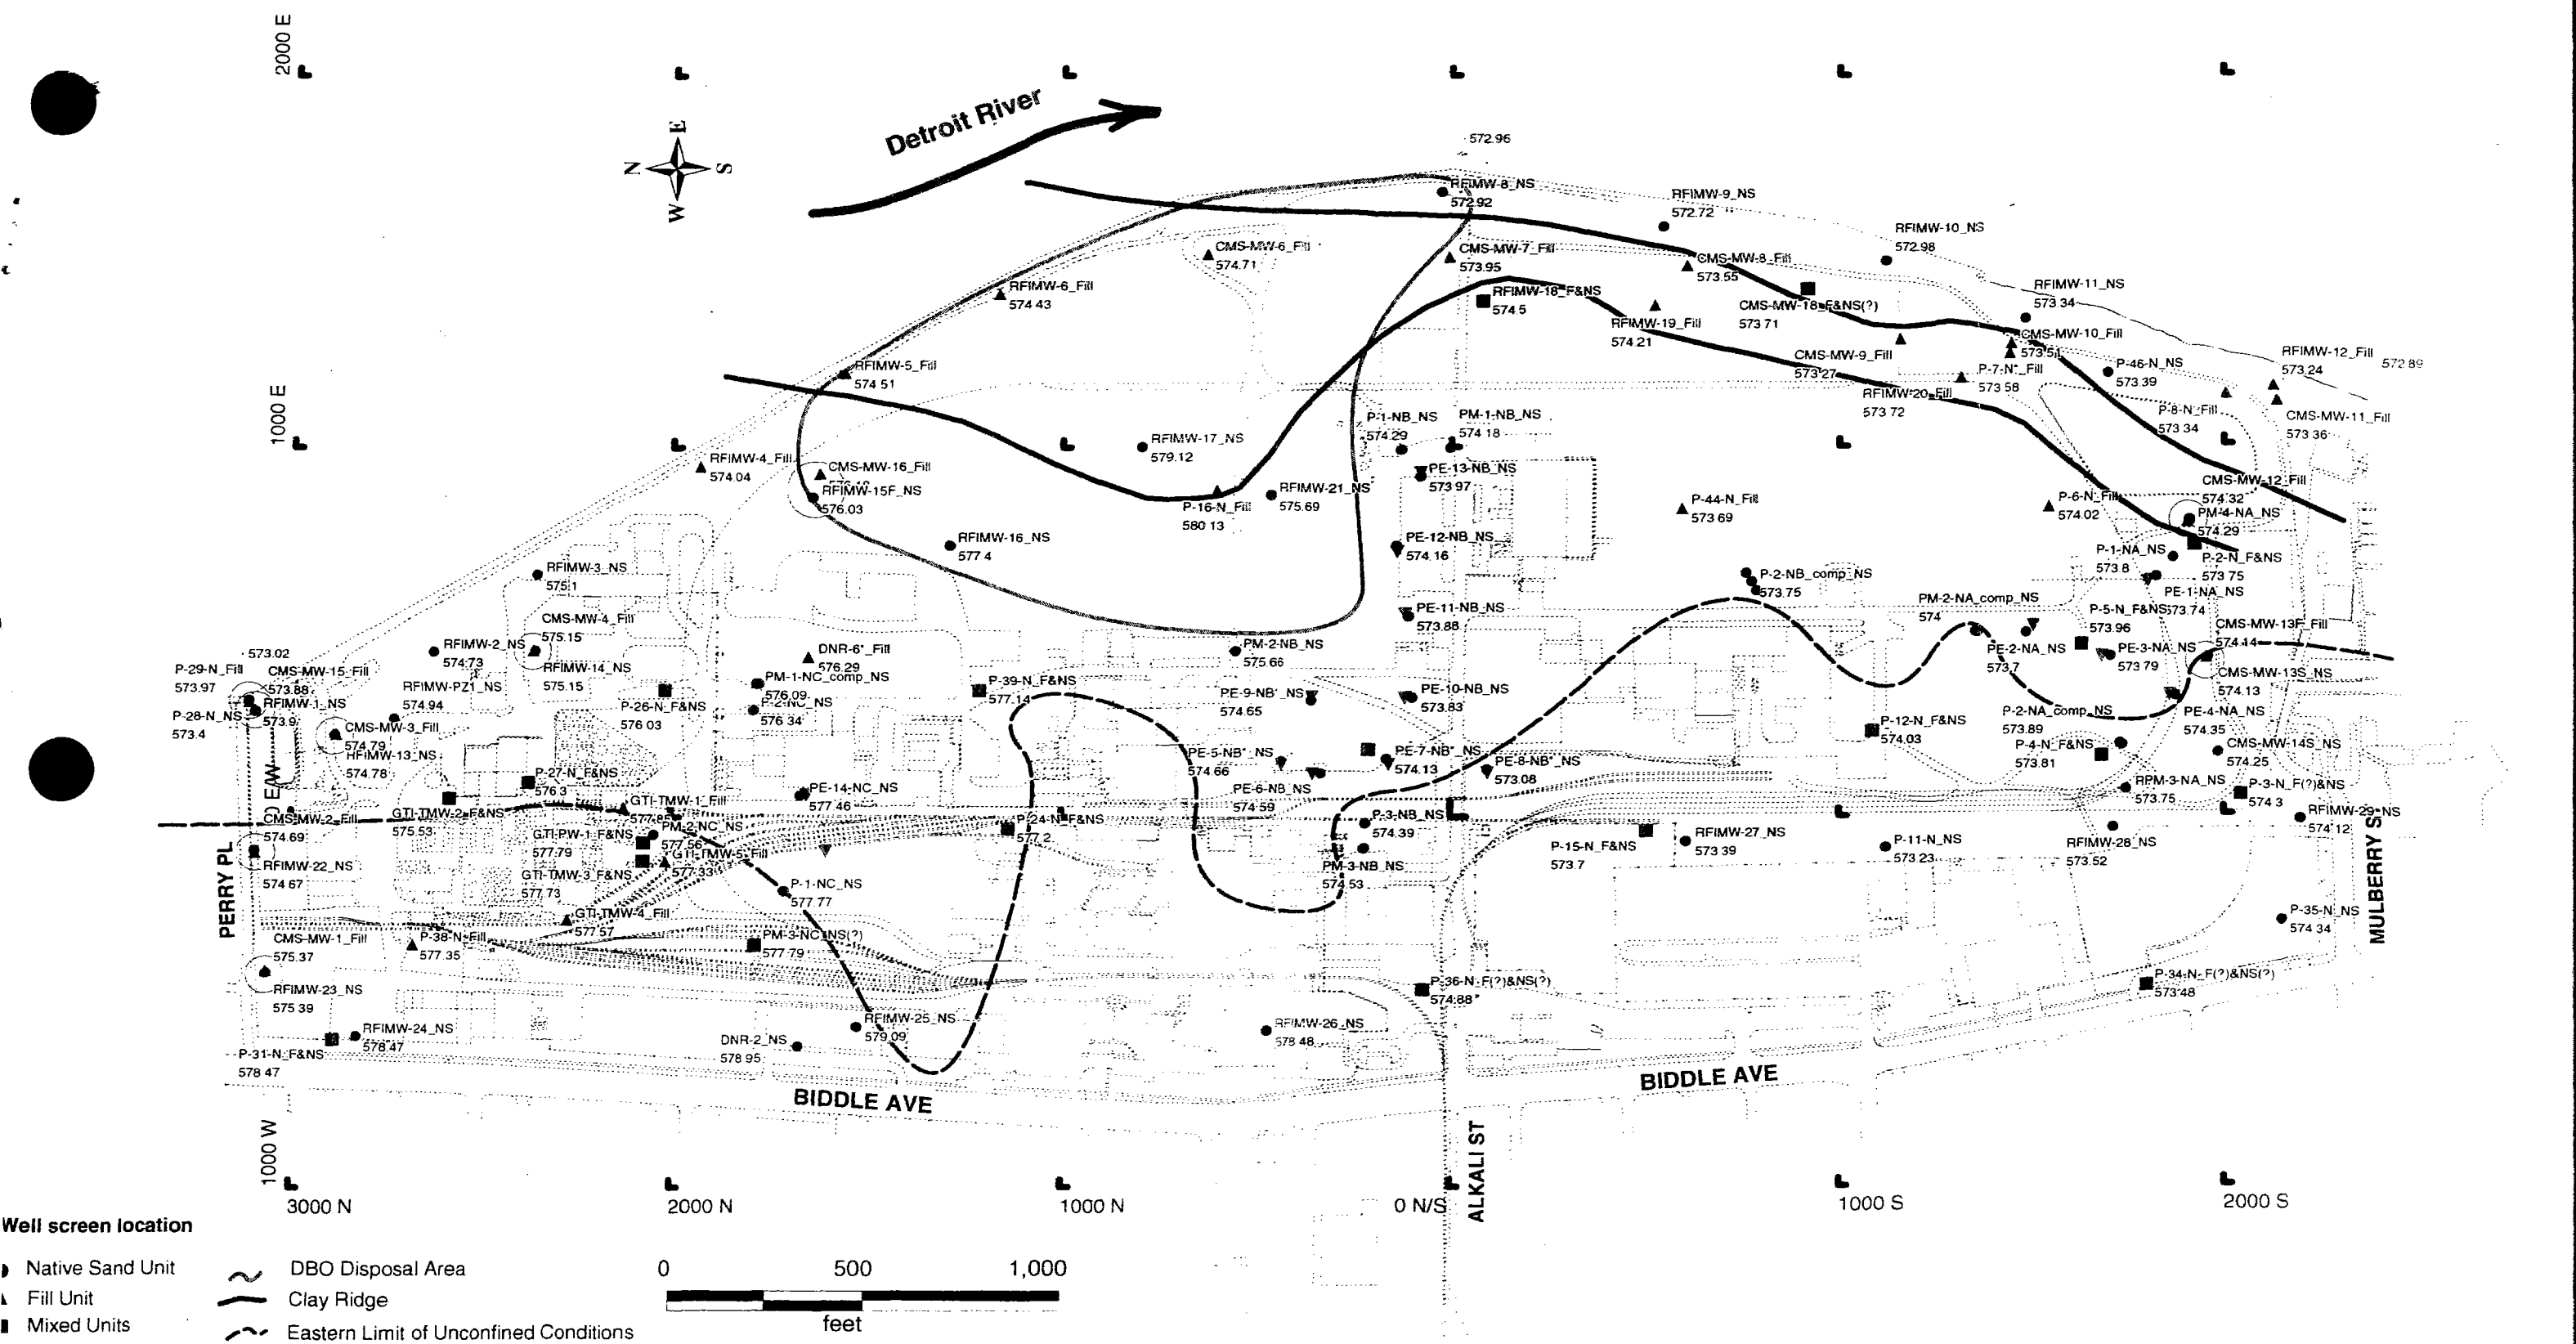 2000 E
Detroit River
E
N
S
W
572.96
RFIMW-8_NS
572.92
RFIMW-9_NS
572.72
RFIMW-10_NS
572.98
CMS-MW-6_Fill
574.71
CMS-MW-7_Fill
573.95
CMS-MW-8_Fill
573.55
RFIMW-6_Fill
574 43
RFIMW-18_F&NS
574 5
CMS-MW-18_F&NS(?)
573 71
RFIMW-11_NS
573 34
RFIMW-19_Fill
574.21
CMS-MW-10_Fill
573.51
CMS-MW-9_Fill
573.27
RFIMW-12_Fill
573.24
572 89
RFIMW-5_Fill
574 51
P-7-N*_Fill
573 58
P-46-N_NS
573.39
RFIMW-20_Fill
573 72
1000 E
P-8-N_Fill
573 34
CMS-MW-11_Fill
573 36
P-1-NB_NS
574.29
PM-1-NB_NS
574 18
RFIMW-17_NS
579.12
RFIMW-4_Fill
574 04
CMS-MW-16_Fill
RFIMW-15F_NS
576.03
PE-13-NB_NS
573.97
RFIMW-21_NS
575.69
P-16-N_Fill
580 13
P-44-N_Fill
573 69
P-6-N_Fill
574.02
CMS-MW-12_Fill
574.32
PM-4-NA_NS
574.29
RFIMW-16_NS
577 4
PE-12-NB_NS
574.16
P-1-NA_NS
573.8
P-2-N_F&NS
573 75
RFIMW-3_NS
575.1
P-2-NB_comp_NS
573.75
PE-1-NA_NS
573.74
PM-2-NA_comp_NS
574
PE-11-NB_NS
573.88
P-5-N_F&NS
573.96
CMS-MW-4_Fill
575.15
CMS-MW-13F_Fill
574.14
RFIMW-2_NS
574.73
573.02
P-29-N_Fill
573.97
CMS-MW-15_Fill
573.88
RFIMW-14_NS
575.15
DNR-6*_Fill
576.29
PM-2-NB_NS
575.66
PE-2-NA_NS
573.7
PE-3-NA_NS
573 79
CMS-MW-13S_NS
574.13
RFIMW-PZ1_NS
574.94
PM-1-NC_comp_NS
576.09
P-2-NC_NS
576 34
P-39-N_F&NS
577.14
PE-9-NB*_NS
574.65
PE-10-NB_NS
573.83
P-28-N_NS
573.4
RFIMW-1_NS
573.9
P-26-N_F&NS
576 03
P-2-NA_comp_NS
573.89
PE-4-NA_NS
574.35
CMS-MW-3_Fill
574.79
RFIMW-13_NS
574.78
P-12-N_F&NS
574.03
P-4-N_F&NS
573.81
CMS-MW-14S_NS
574.25
PE-5-NB*_NS
574.66
PE-7-NB*_NS
574.13
PE-8-NB*_NS
573.08
P-27-N_F&NS
576.3
PE-14-NC_NS
577.46
PE-6-NB_NS
574.59
RPM-3-NA_NS
573.75
P-3-N_F(?)&NS
574 3
0 E/W
GTI-TMW-1_Fill
577.85
CMS-MW-2_Fill
574.69
GTI-TMW-2_F&NS
575.53
GTI-PW-1_F&NS
577.79
PM-2-NC_NS
577.56
P-24-N_F&NS
577.2
P-3-NB_NS
574.39
RFIMW-29_NS
574 12
RFIMW-27_NS
573 39
P-11-N_NS
573.23
RFIMW-28_NS
573.52
P-15-N_F&NS
573.7
GTI-TMW-5_Fill
577.33
PM-3-NB_NS
574.53
RFIMW-22_NS
574.67
GTI-TMW-3_F&NS
577.73
P-1-NC_NS
577.77
PERRY PL
MULBERRY ST
GTI-TMW-4_Fill
577.57
P-35-N_NS
574 34
CMS-MW-1_Fill
575.37
P-38-N_Fill
577.35
PM-3-NC_NS(?)
577 79
RFIMW-23_NS
575 39
P-36-N_F(?)&NS(?)
574.88*
P-34-N_F(?)&NS(?)
573.48
RFIMW-24_NS
578.47
RFIMW-25_NS
579.09
DNR-2_NS
578 95
RFIMW-26_NS
578 48
P-31-N_F&NS
578 47
BIDDLE AVE
BIDDLE AVE
1000 W
ALKALI ST
3000 N
2000 N
1000 N
0 N/S
1000 S
2000 S
Well screen location
Native Sand Unit
Fill Unit
Mixed Units
DBO Disposal Area
Clay Ridge
Eastern Limit of Unconfined Conditions
0
500
1,000
feet